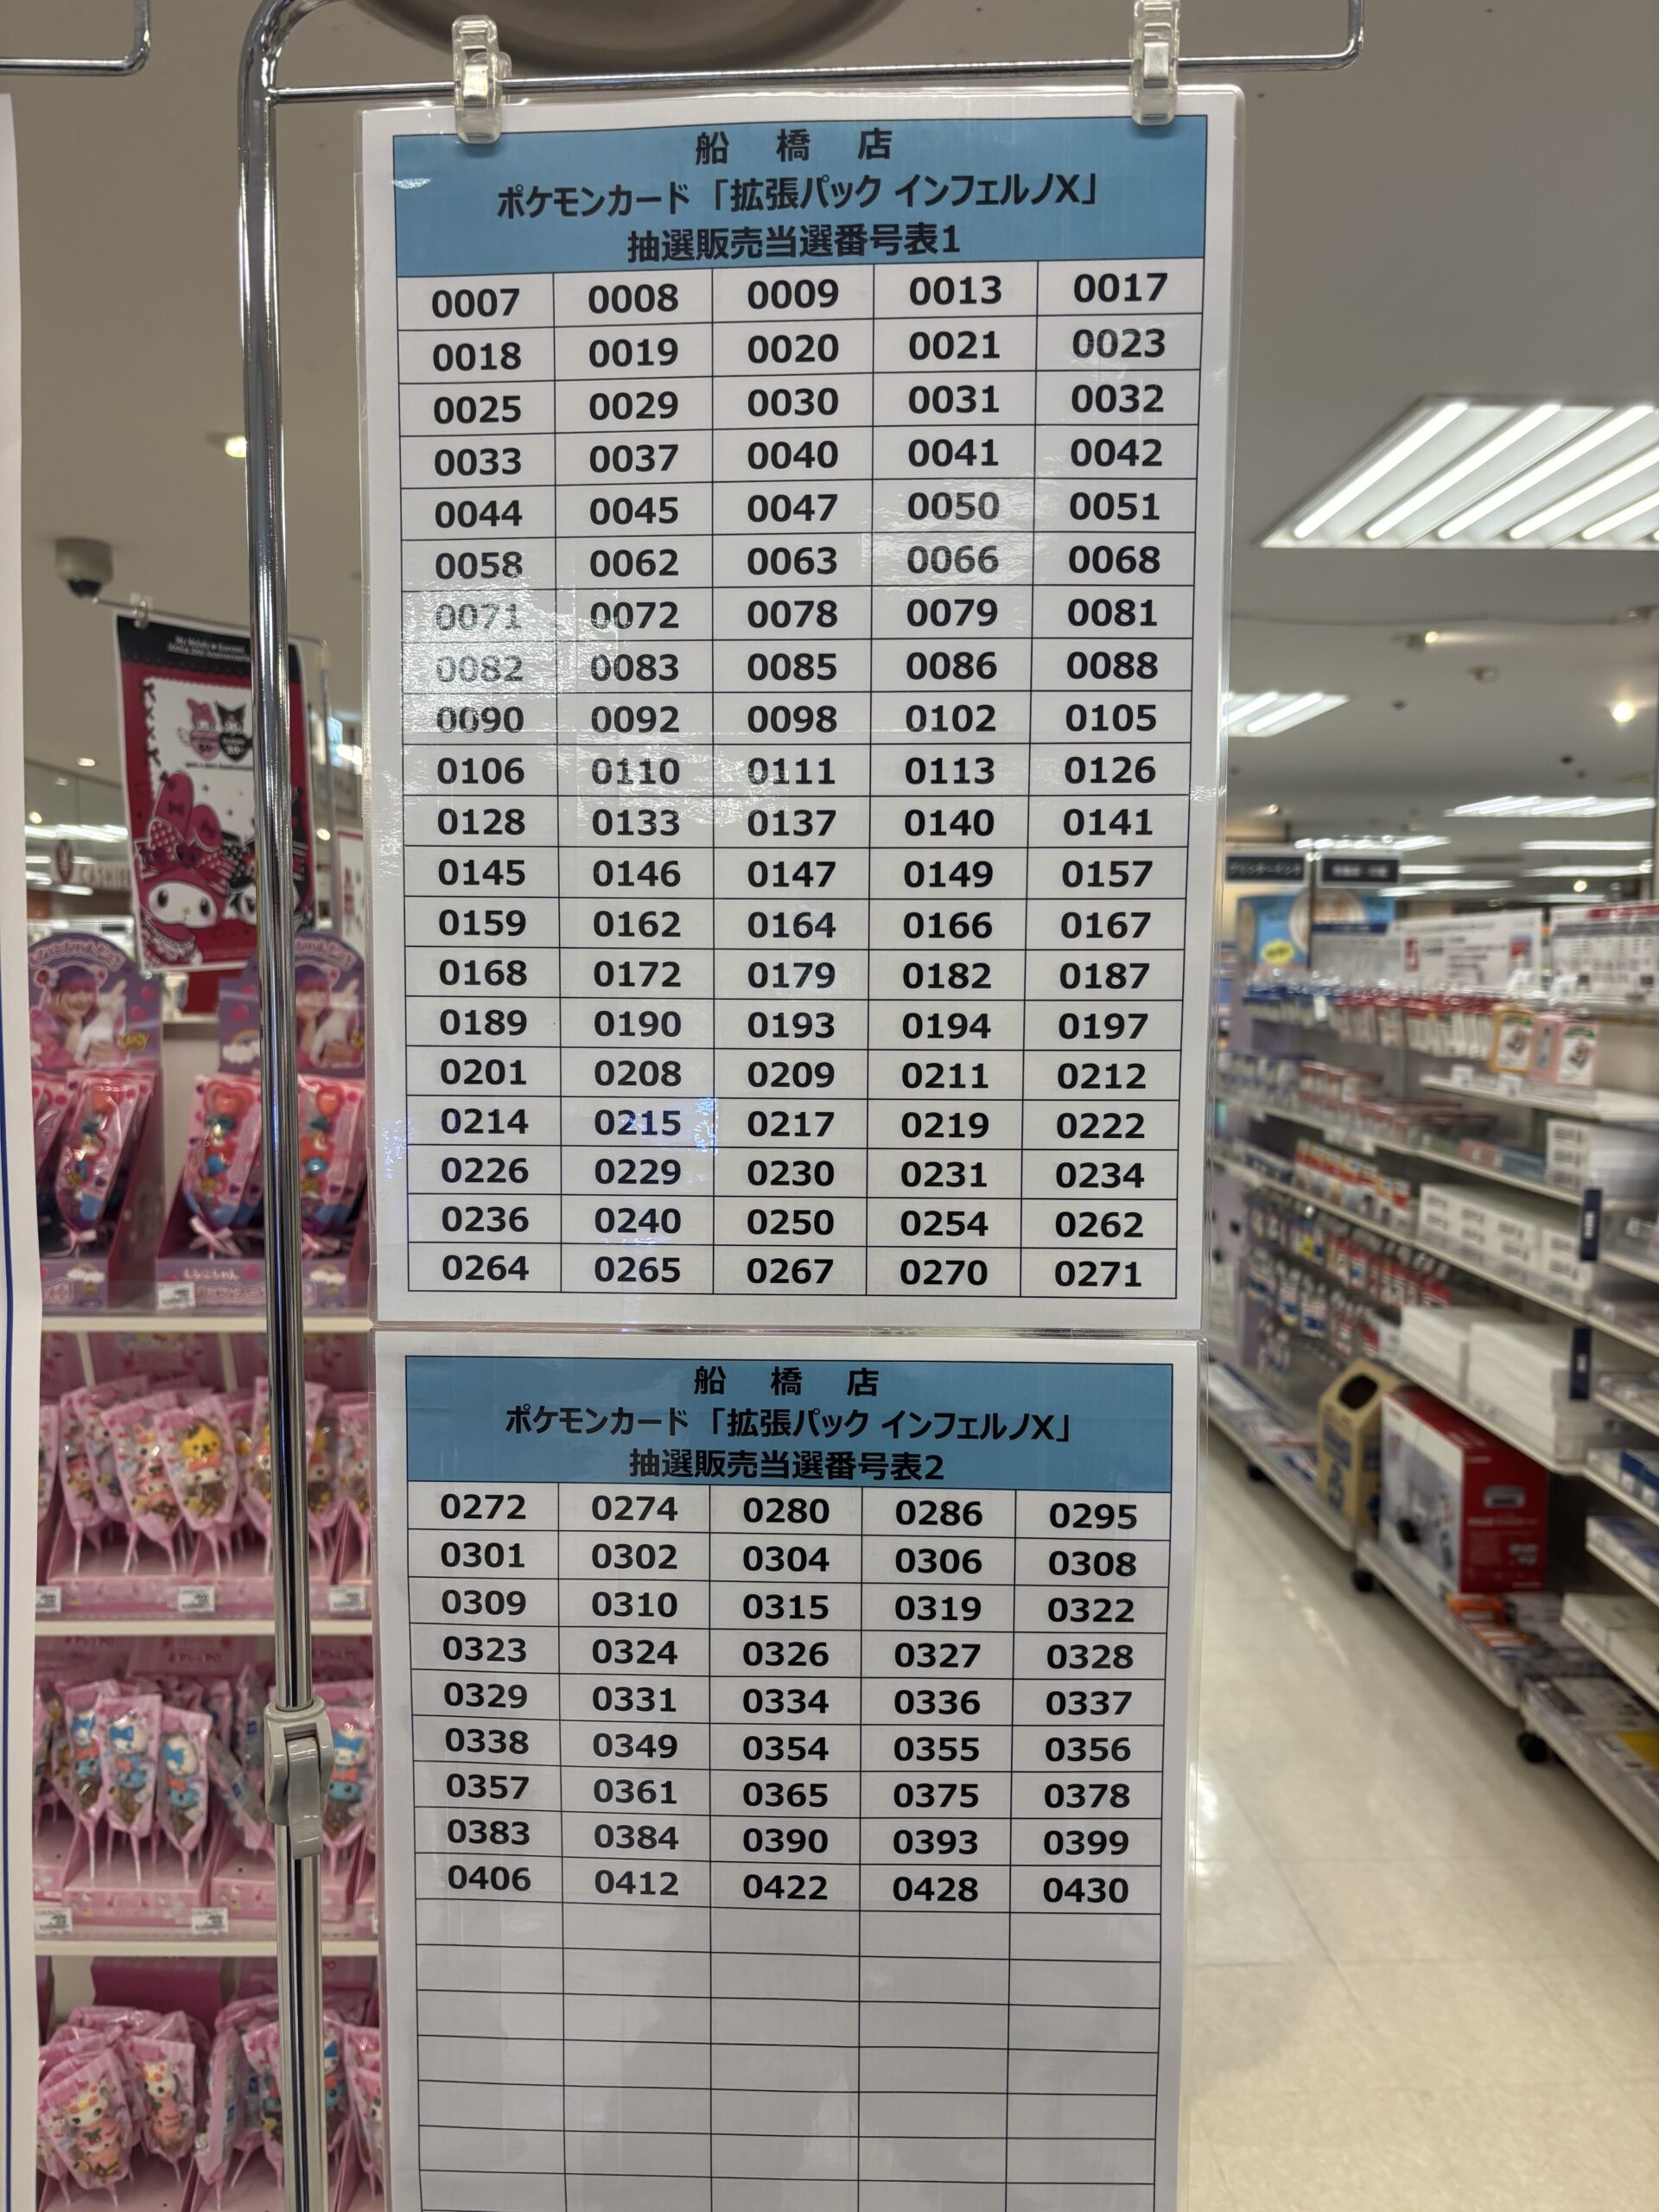 船 橋 店
ポケモンカード「拡張パック インフェルノX」
抽選販売当選番号表1
0007 0008 0009 0013 0017
0018 0019 0020 0021 0023
0025 0029 0030 0031 0032
0033 0037 0040 0041 0042
0044 0045 0047 0050 0051
0058 0062 0063 0066 0068
0071 0072 0078 0079 0081
0082 0083 0085 0086 0088
0090 0092 0098 0102 0105
0106 0110 0111 0113 0126
0128 0133 0137 0140 0141
0145 0146 0147 0149 0157
0159 0162 0164 0166 0167
0168 0172 0179 0182 0187
0189 0190 0193 0194 0197
0201 0208 0209 0211 0212
0214 0215 0217 0219 0222
0226 0229 0230 0231 0234
0236 0240 0250 0254 0262
0264 0265 0267 0270 0271
船 橋 店
ポケモンカード「拡張パック インフェルノX」
抽選販売当選番号表2
0272 0274 0280 0286 0295
0301 0302 0304 0306 0308
0309 0310 0315 0319 0322
0323 0324 0326 0327 0328
0329 0331 0334 0336 0337
0338 0349 0354 0355 0356
0357 0361 0365 0375 0378
0383 0384 0390 0393 0399
0406 0412 0422 0428 0430